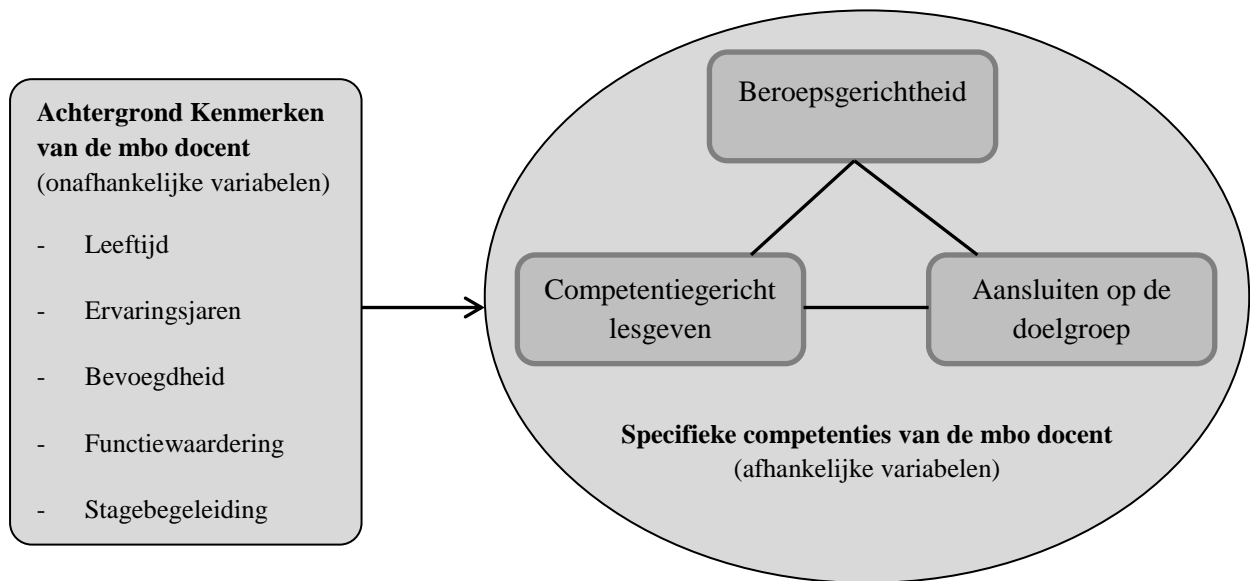 Achtergrond Kenmerken
van de mbo docent
(onafhankelijke variabelen)
- Leeftijd
- Ervaringsjaren
- Bevoegdheid
- Functiewaardering
- Stagebegeleiding
Beroepsgerichtheid
Competentiegericht
lesgeven
Aansluiten op de
doelgroep
Specifieke competenties van de mbo docent
(afhankelijke variabelen)